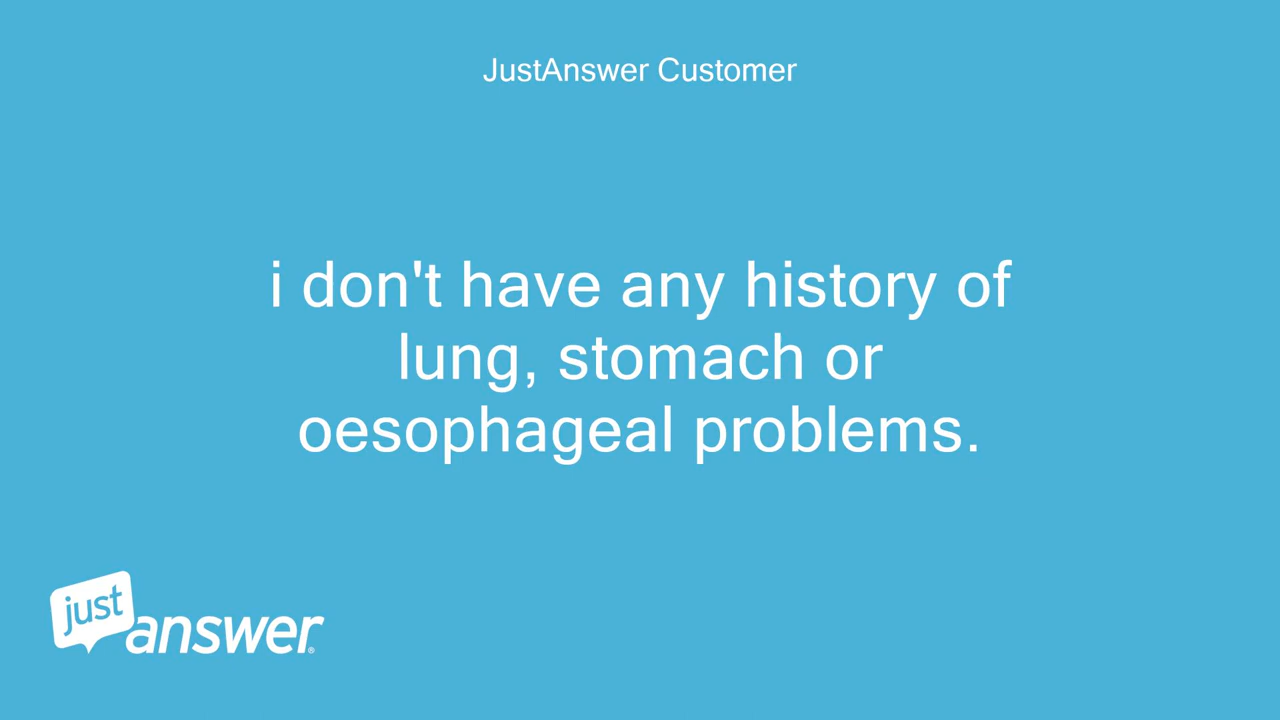 JustAnswer Customer
i don't have any history of
lung, stomach or
oesophageal problems.
just
answer®